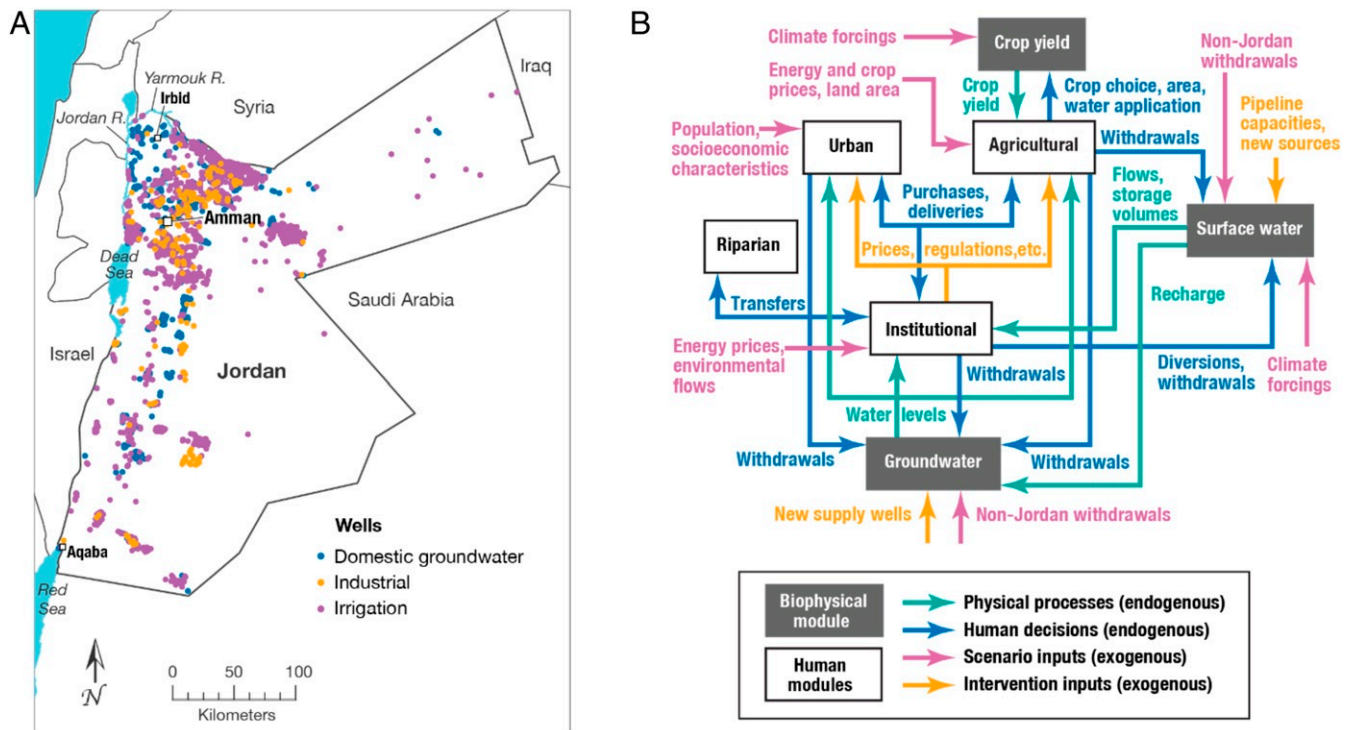 A
Yarmouk R.
Irbid
Jordan R.
Syria
Iraq
Amman
Dead
Sea
Saudi Arabia
Israel
Jordan
Aqaba
Red
Sea
Wells
Domestic groundwater
Industrial
Irrigation
N
0 50 100
Kilometers
B
Climate forcings
Crop yield
Non-Jordan
withdrawals
Energy and crop
prices, land area
Crop
yield
Crop choice, area,
water application
Pipeline
capacities,
new sources
Population,
socioeconomic
characteristics
Urban
Agricultural
Withdrawals
Flows,
storage
volumes
Purchases,
deliveries
Riparian
Surface water
Prices, regulations,etc.
Transfers
Recharge
Institutional
Energy prices,
environmental
flows
Withdrawals
Diversions,
withdrawals
Climate
forcings
Water levels
Withdrawals
Groundwater
Withdrawals
New supply wells
Non-Jordan withdrawals
Biophysical
module
Human
modules
Physical processes (endogenous)
Human decisions (endogenous)
Scenario inputs (exogenous)
Intervention inputs (exogenous)